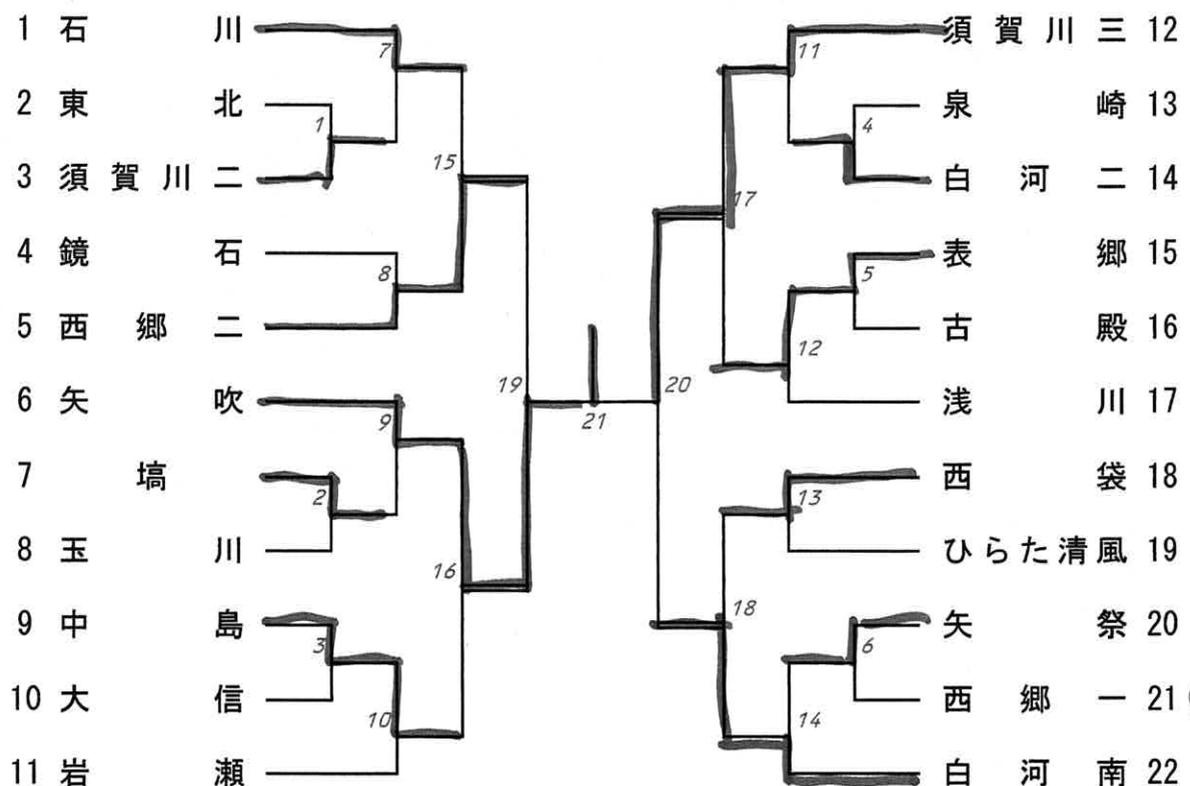 1 石川
2 東北
3 須賀川二
4 鏡石
5 西郷二
6 矢吹
7 塙
8 玉川
9 中島
10 大信
11 岩瀬
7
1
15
8
19
9
2
16
3
10
21
20
11
4
17
5
12
13
18
6
14
須賀川三 12
泉崎 13
白河二 14
表郷 15
古殿 16
浅川 17
西袋 18
ひらた清風 19
矢祭 20
西郷一 21
白河南 22